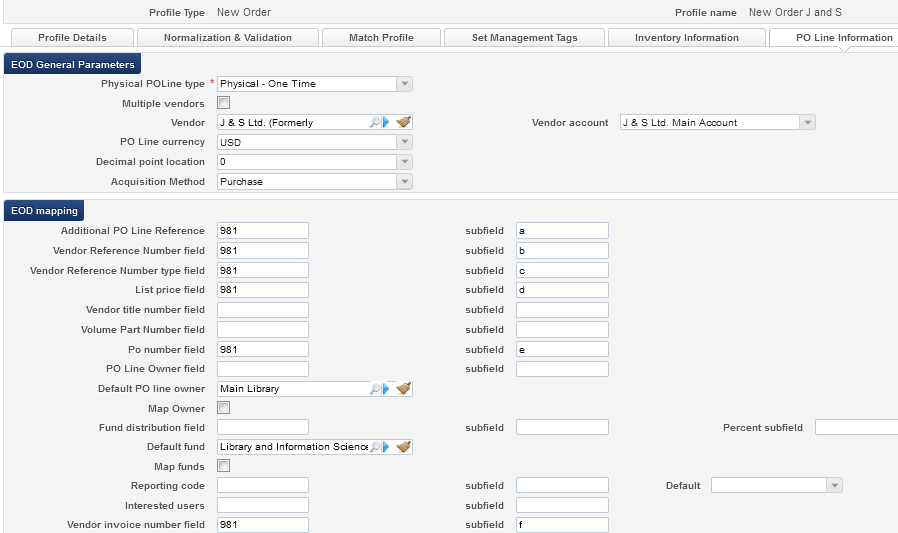 Profile Type New Order Profile name New Order J and S
Profile Details Normalization & Validation Match Profile Set Management Tags Inventory Information PO Line Information
EOD General Parameters
Physical POLine type * Physical - One Time
Multiple vendors
Vendor J & S Ltd. (Formerly Vendor account J & S Ltd. Main Account
PO Line currency USD
Decimal point location 0
Acquisition Method Purchase
EOD mapping
Additional PO Line Reference 981 subfield a
Vendor Reference Number field 981 subfield b
Vendor Reference Number type field 981 subfield c
List price field 981 subfield d
Vendor title number field subfield
Volume Part Number field subfield
Po number field 981 subfield e
PO Line Owner field subfield
Default PO line owner Main Library
Map Owner
Fund distribution field subfield Percent subfield
Default fund Library and Information Science
Map funds
Reporting code subfield Default
Interested users subfield
Vendor invoice number field 981 subfield f